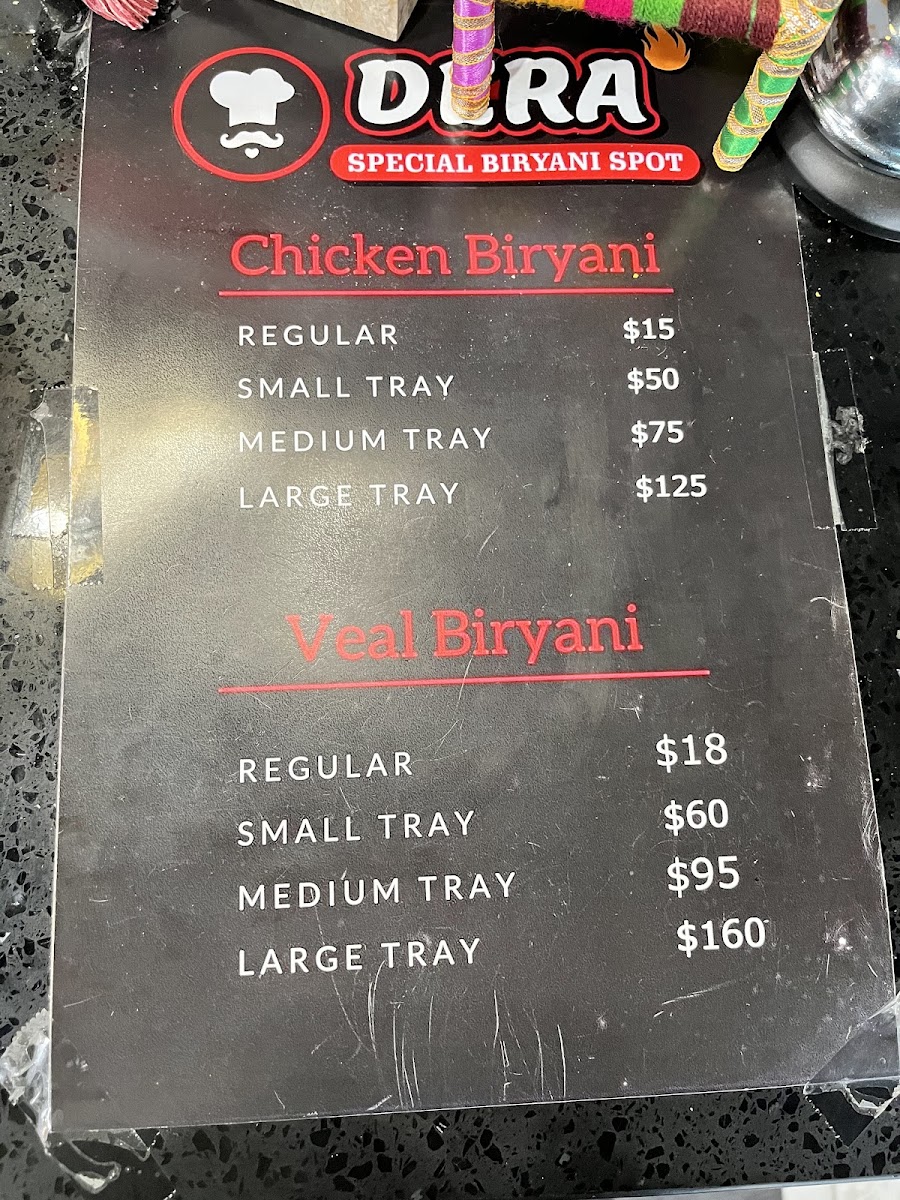 DERA
SPECIAL BIRYANI SPOT
Chicken Biryani
REGULAR $15
SMALL TRAY $50
MEDIUM TRAY $75
LARGE TRAY $125
Veal Biryani
REGULAR $18
SMALL TRAY $60
MEDIUM TRAY $95
LARGE TRAY $160